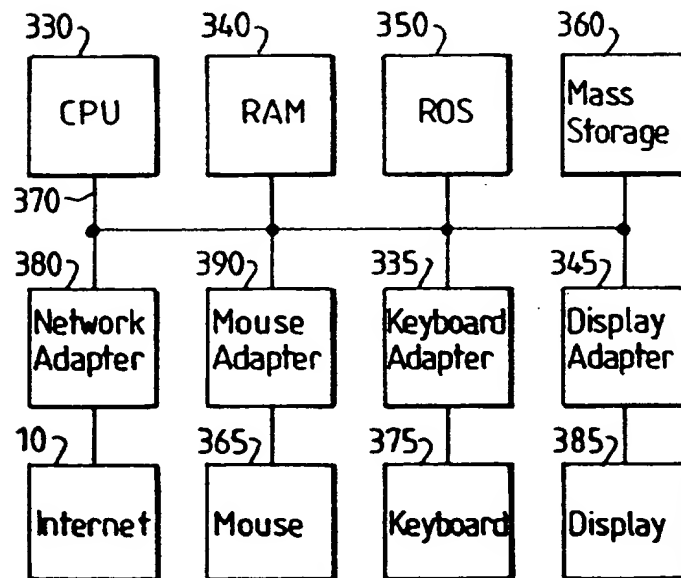 330 340 350 360
CPU RAM ROS Mass
Storage
370
380 390 335 345
Network Mouse Keyboard Display
Adapter Adapter Adapter Adapter
10 365 375 385
Internet Mouse Keyboard Display